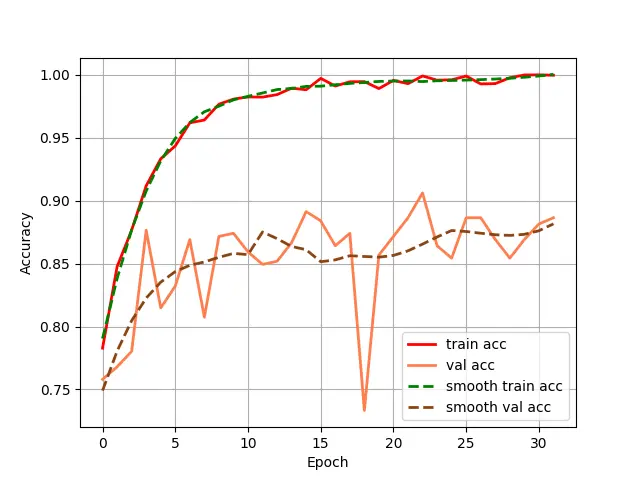 1.00
0.95
0.90
0.85
0.80
0.75
Accuracy
0
5
10
15
20
25
30
Epoch
train acc
val acc
smooth train acc
smooth val acc